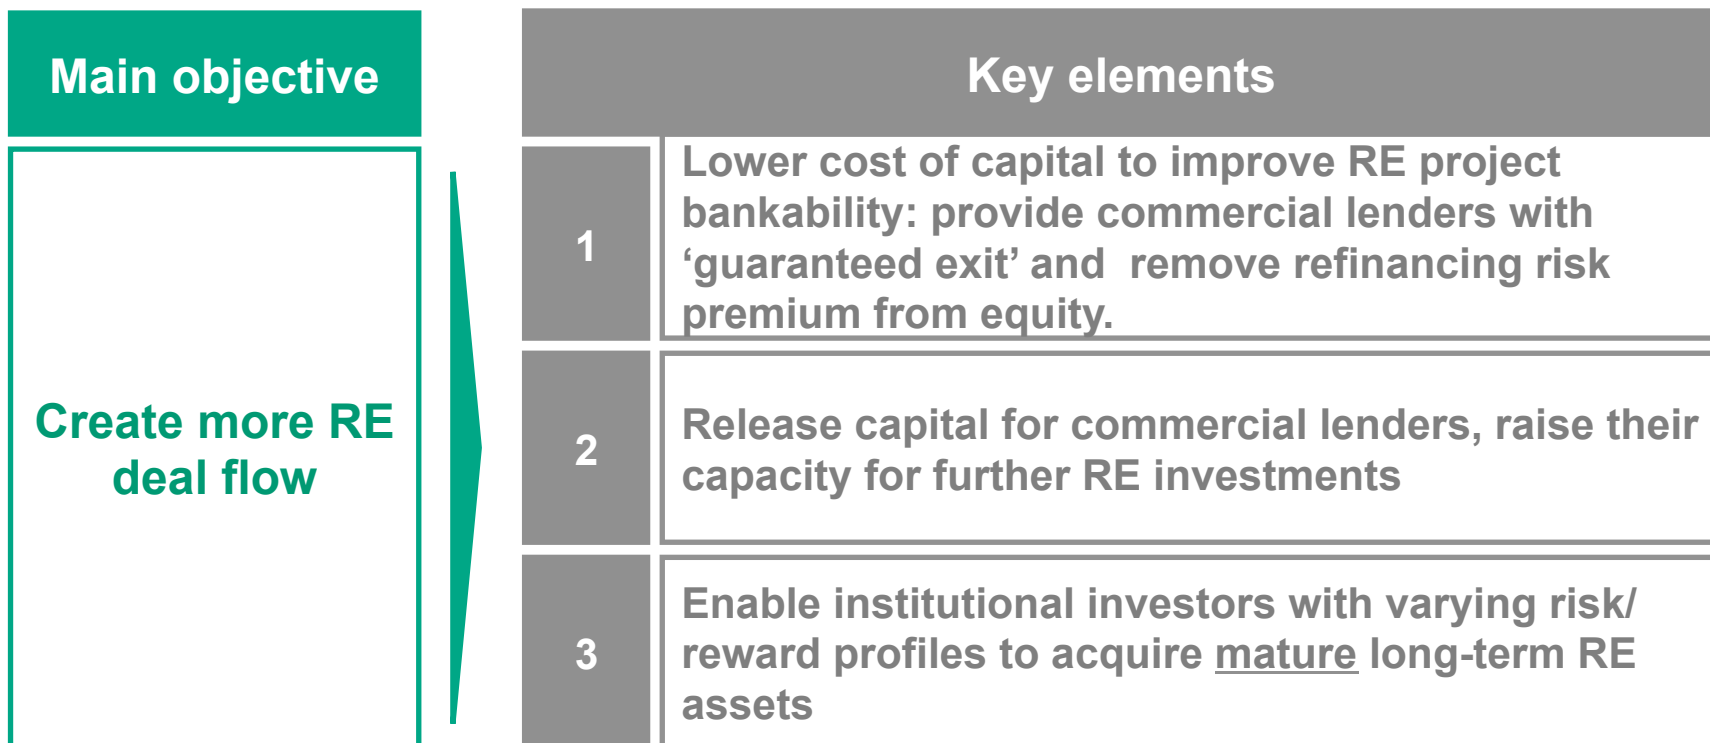 Main objective
Key elements
Create more RE
deal flow
1
Lower cost of capital to improve RE project
bankability: provide commercial lenders with
‘guaranteed exit’ and  remove refinancing risk
premium from equity.
2
Release capital for commercial lenders, raise their
capacity for further RE investments
3
Enable institutional investors with varying risk/
reward profiles to acquire mature long-term RE
assets